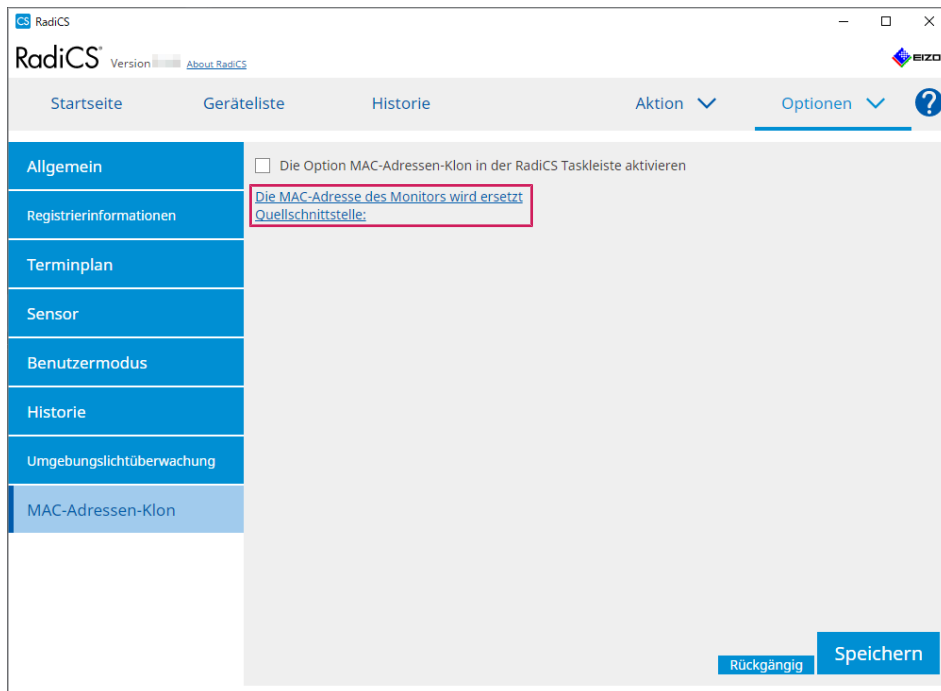 CS RadiCS
RadiCS Version About RadiCS
EIZO
Startseite Geräteliste Historie Aktion Optionen ?
Allgemein
Registrierinformationen
Terminplan
Sensor
Benutzermodus
Historie
Umgebungslichtüberwachung
MAC-Adressen-Klon
Die Option MAC-Adressen-Klon in der RadiCS Taskleiste aktivieren
Die MAC-Adresse des Monitors wird ersetzt
Quellschnittstelle:
Rückgängig
Speichern